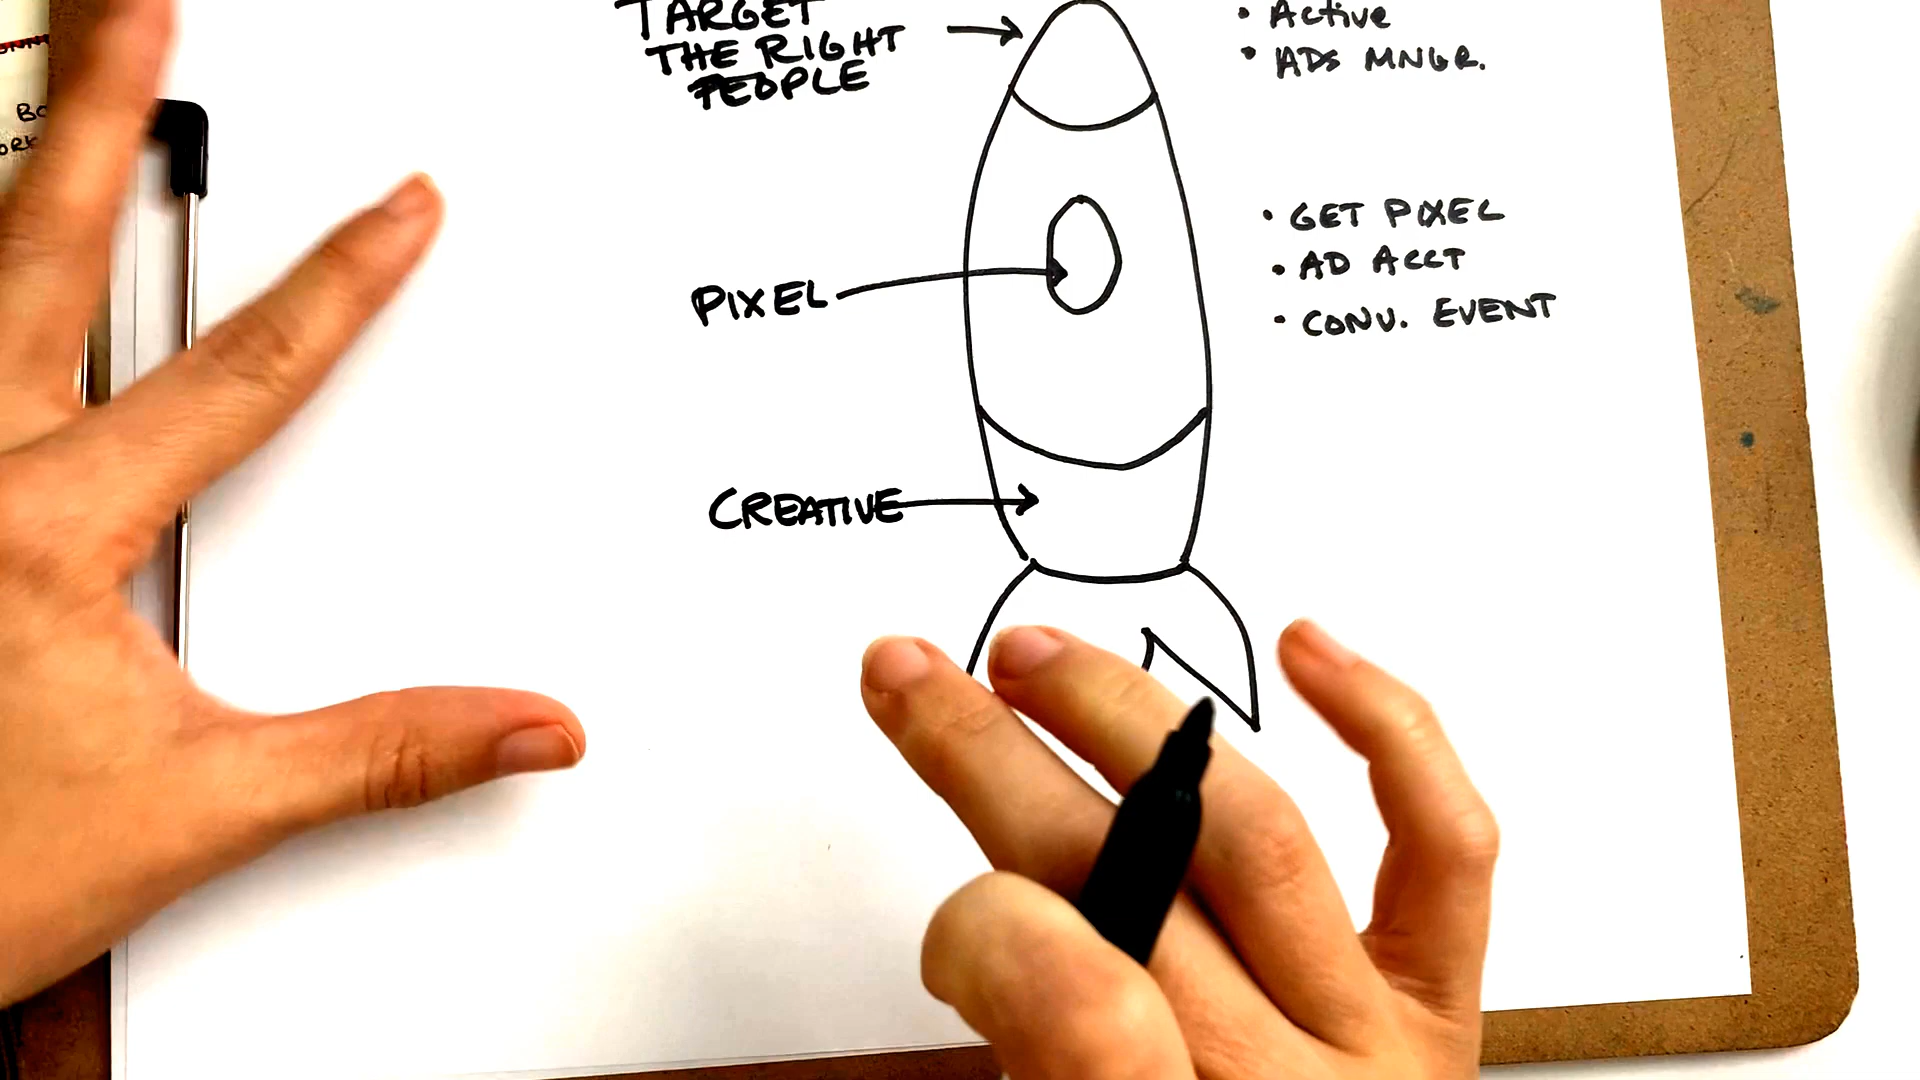 TARGET
THE RIGHT
PEOPLE
• Active
• ADS MNGR.
• GET PIXEL
• AD ACCT
• CONV. EVENT
PIXEL
CREATIVE